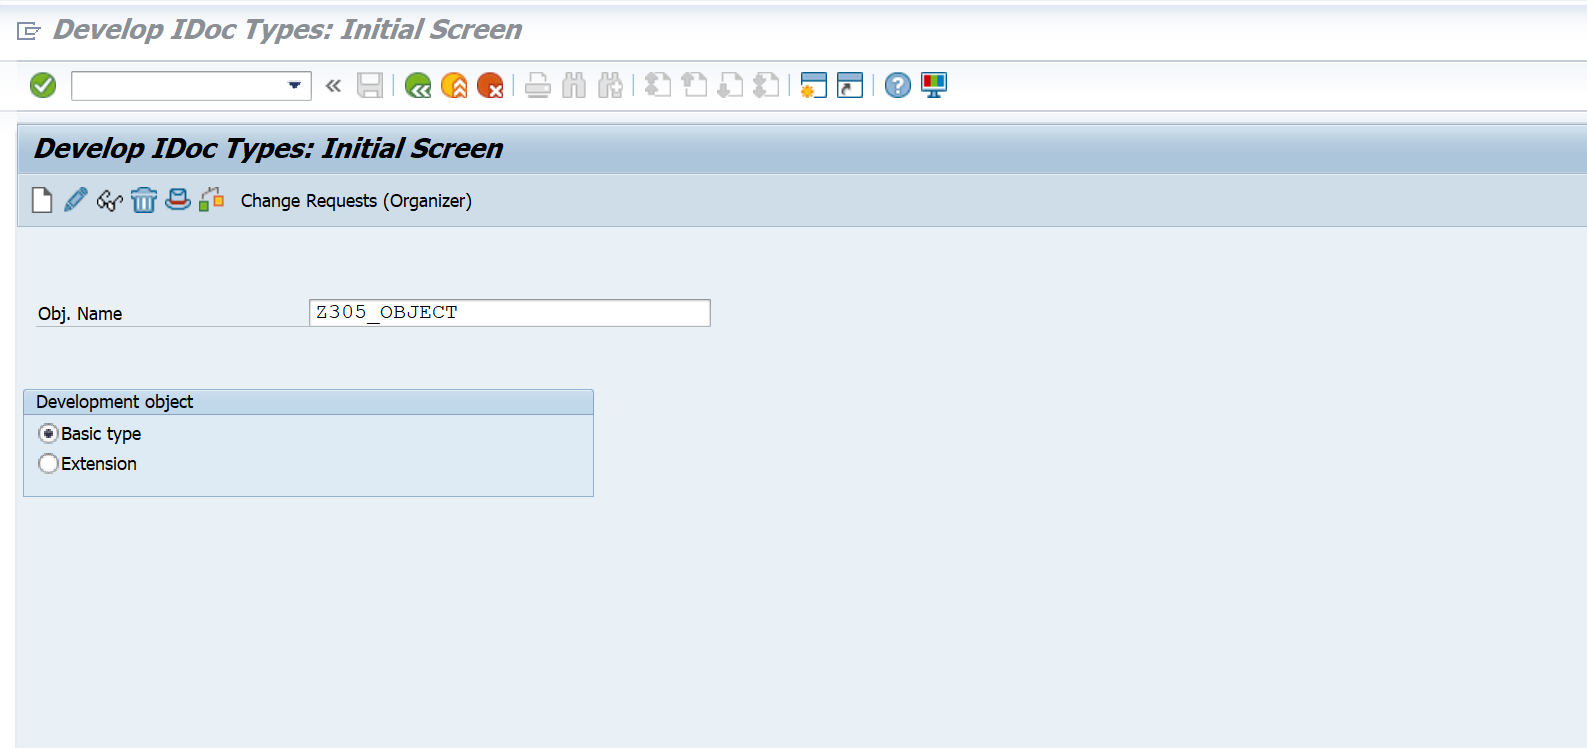 Develop IDoc Types: Initial Screen
Develop IDoc Types: Initial Screen
Change Requests (Organizer)
Obj. Name Z305_OBJECT
Development object
Basic type
Extension